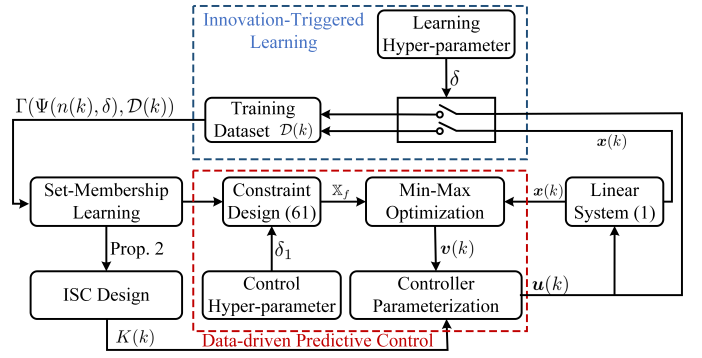 Innovation-Triggered
Learning
Learning
Hyper-parameter
δ
Γ(Ψ(n(k), δ), 𝒟(k))
Training
Dataset 𝒟(k)
x(k)
Set-Membership
Learning
Constraint
Design (61)
𝕏_f
Min-Max
Optimization
x(k)
Linear
System (1)
Prop. 2
δ₁
v(k)
ISC Design
Control
Hyper-parameter
Controller
Parameterization
u(k)
K(k)
Data-driven Predictive Control